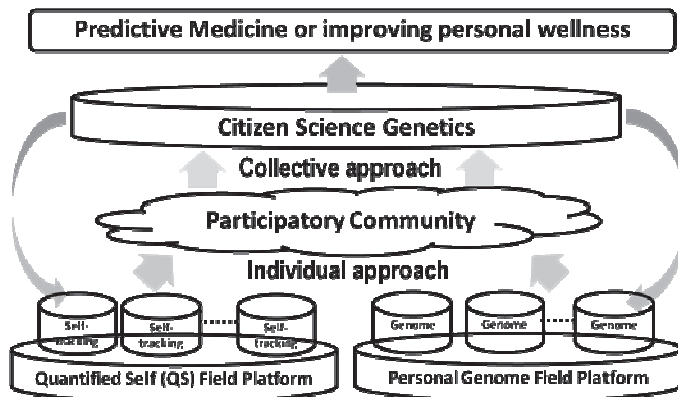 Predictive Medicine or improving personal wellness
Citizen Science Genetics
Collective approach
Participatory Community
Individual approach
Self-
tracking
Self-
tracking
Self-
tracking
Genome
Genome
Genome
Quantified Self (QS) Field Platform
Personal Genome Field Platform